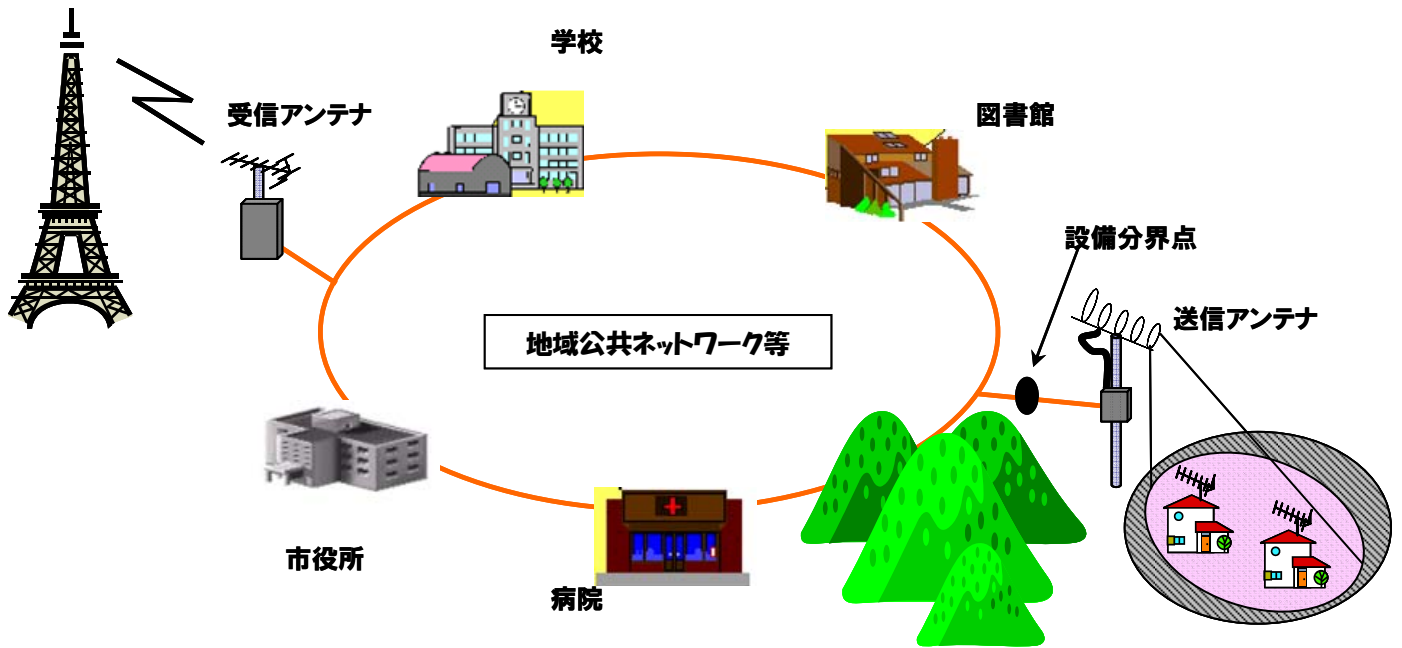 学校
受信アンテナ
図書館
設備分界点
送信アンテナ
地域公共ネットワーク等
市役所
病院